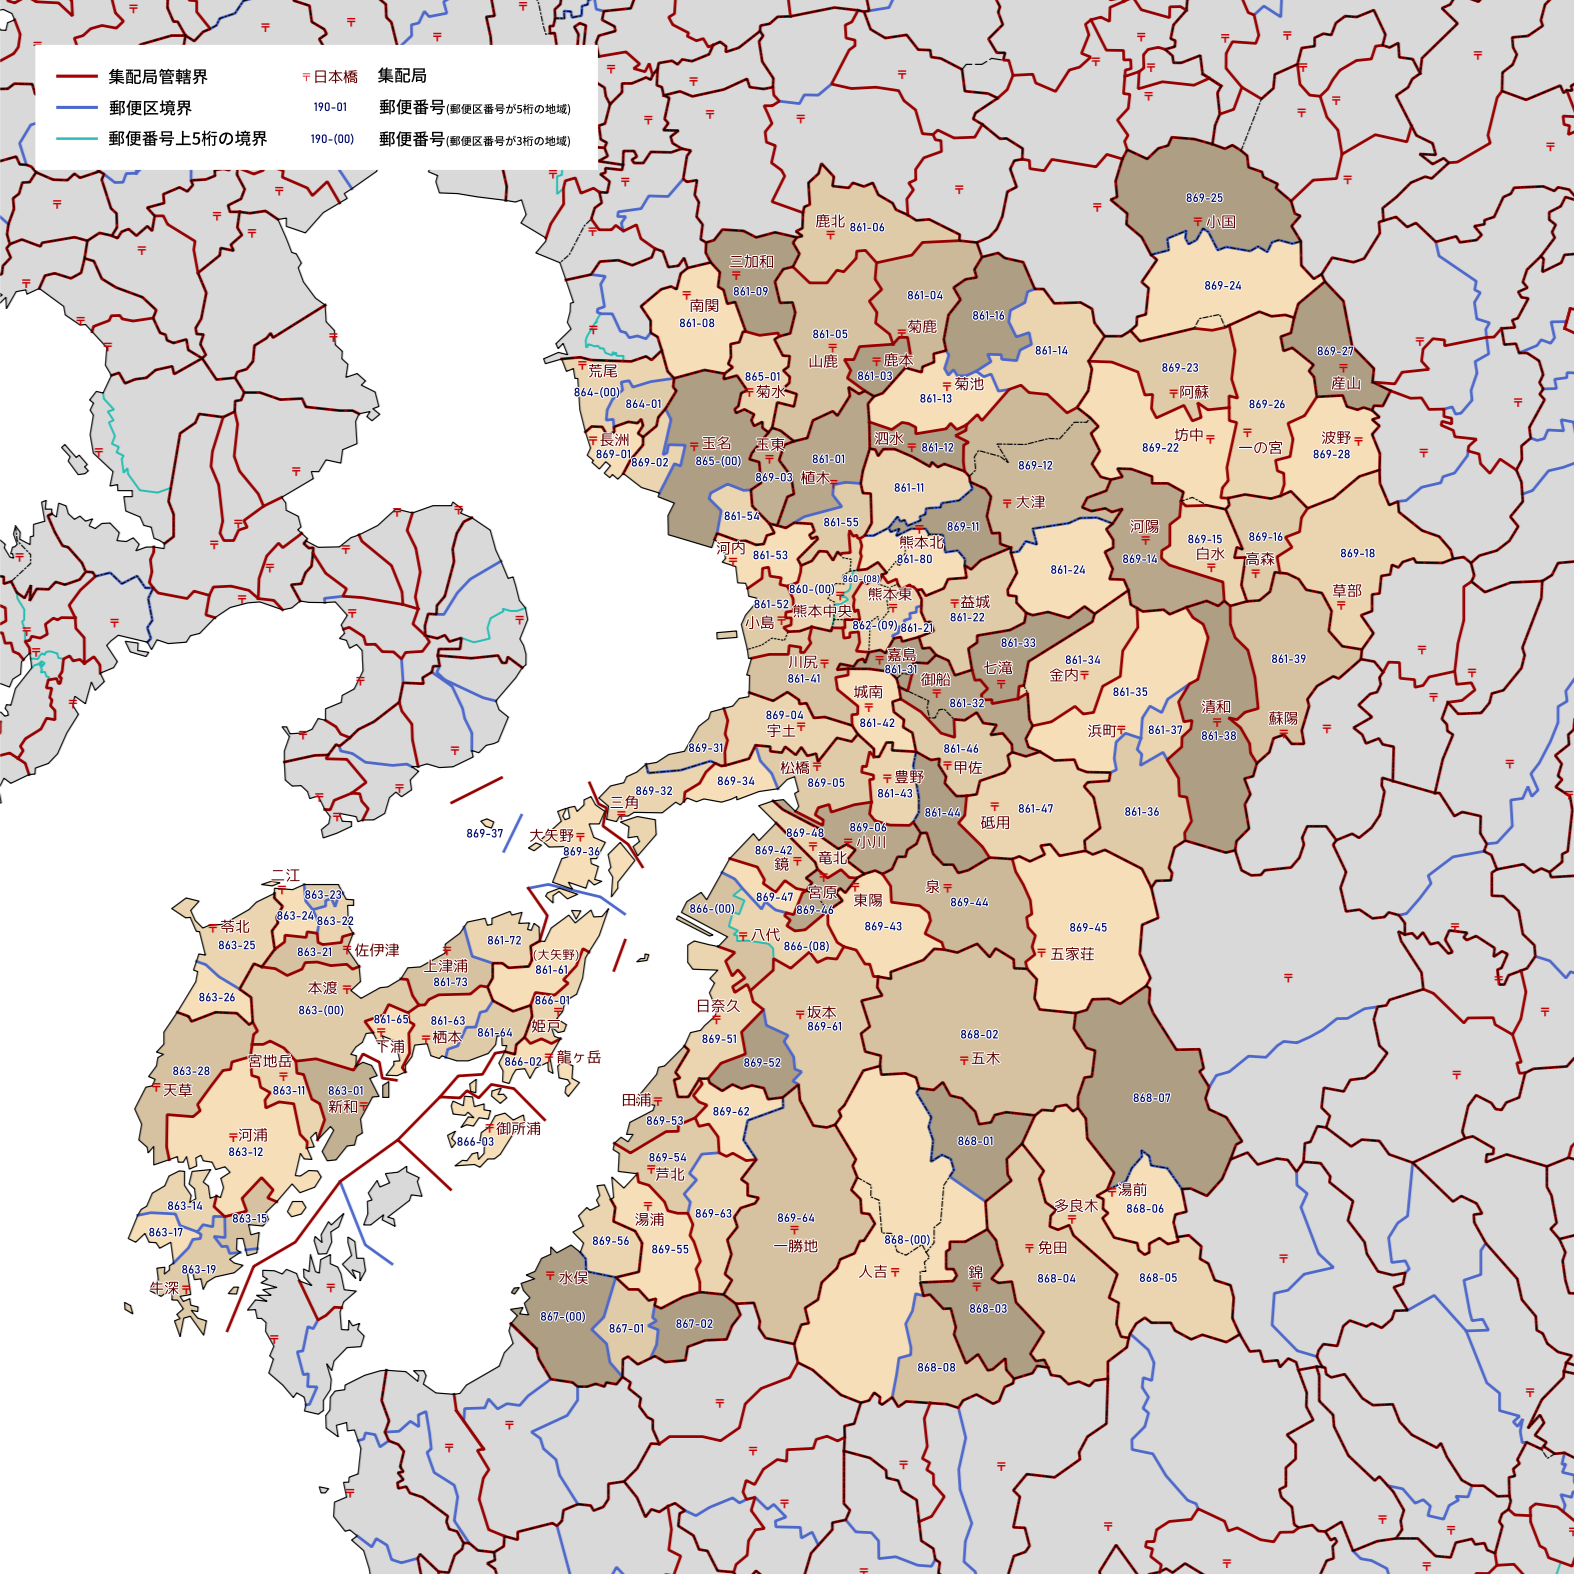 集配局管轄界
〒日本橋 集配局
郵便区境界
190-01 郵便番号(郵便区番号が5桁の地域)
郵便番号上5桁の境界
190-(00) 郵便番号(郵便区番号が3桁の地域)
869-25
小国
鹿北
861-06
三加和
861-09
869-24
南関
861-08
861-04
菊鹿
861-16
861-05
山鹿
鹿本
861-03
861-14
869-27
産山
荒尾
864-(00)
864-01
865-01
菊水
菊池
861-13
869-23
阿蘇
869-26
長洲
869-01
869-02
玉名
865-(00)
玉東
869-03
861-01
植木
泗水
861-12
869-12
坊中
869-22
一の宮
波野
869-28
861-11
大津
861-54
861-55
869-11
河陽
869-14
869-15
白水
869-16
高森
869-18
河内
861-53
熊本北
861-80
861-24
草部
860-(00)
860-(08)
熊本中央
熊本東
862-(09)
861-21
861-52
小島
益城
861-22
861-33
七滝
861-34
金内
861-39
川尻
861-41
嘉島
861-31
御船
861-32
城南
861-42
861-35
浜町
861-37
清和
861-38
蘇陽
869-04
宇土
869-31
861-46
甲佐
869-32
869-34
松橋
869-05
豊野
861-43
861-44
砥用
861-47
861-36
三角
大矢野
869-36
869-37
869-06
小川
869-48
竜北
869-42
鏡
869-47
宮原
869-46
東陽
869-43
泉
869-44
869-45
五家荘
866-(00)
八代
866-(08)
二江
863-23
863-24
863-22
苓北
863-25
863-21
佐伊津
861-72
上津浦
861-73
(大矢野)
861-61
本渡
863-(00)
863-26
866-01
姫戸
861-65
下浦
861-63
栖本
861-64
866-02
龍ヶ岳
日奈久
869-51
坂本
869-61
869-52
868-02
五木
863-28
天草
宮地岳
863-11
863-01
新和
868-07
田浦
869-53
869-62
868-01
河浦
863-12
866-03
御所浦
869-54
芦北
多良木
湯前
868-06
863-14
863-15
863-17
863-19
牛深
湯浦
869-63
869-55
869-56
869-64
一勝地
868-(00)
人吉
免田
868-04
868-05
水俣
867-(00)
867-01
867-02
錦
868-03
868-08